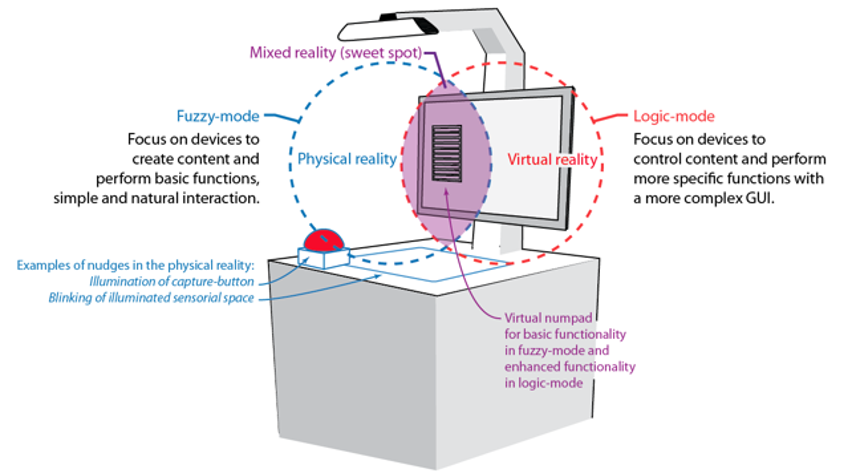 Mixed reality (sweet spot)
Fuzzy-mode
Focus on devices to
create content and
perform basic functions,
simple and natural interaction.
Physical reality
Virtual reality
Logic-mode
Focus on devices to
control content and perform
more specific functions with
a more complex GUI.
Examples of nudges in the physical reality:
Illumination of capture-button
Blinking of illuminated sensorial space
Virtual numpad
for basic functionality
in fuzzy-mode and
enhanced functionality
in logic-mode